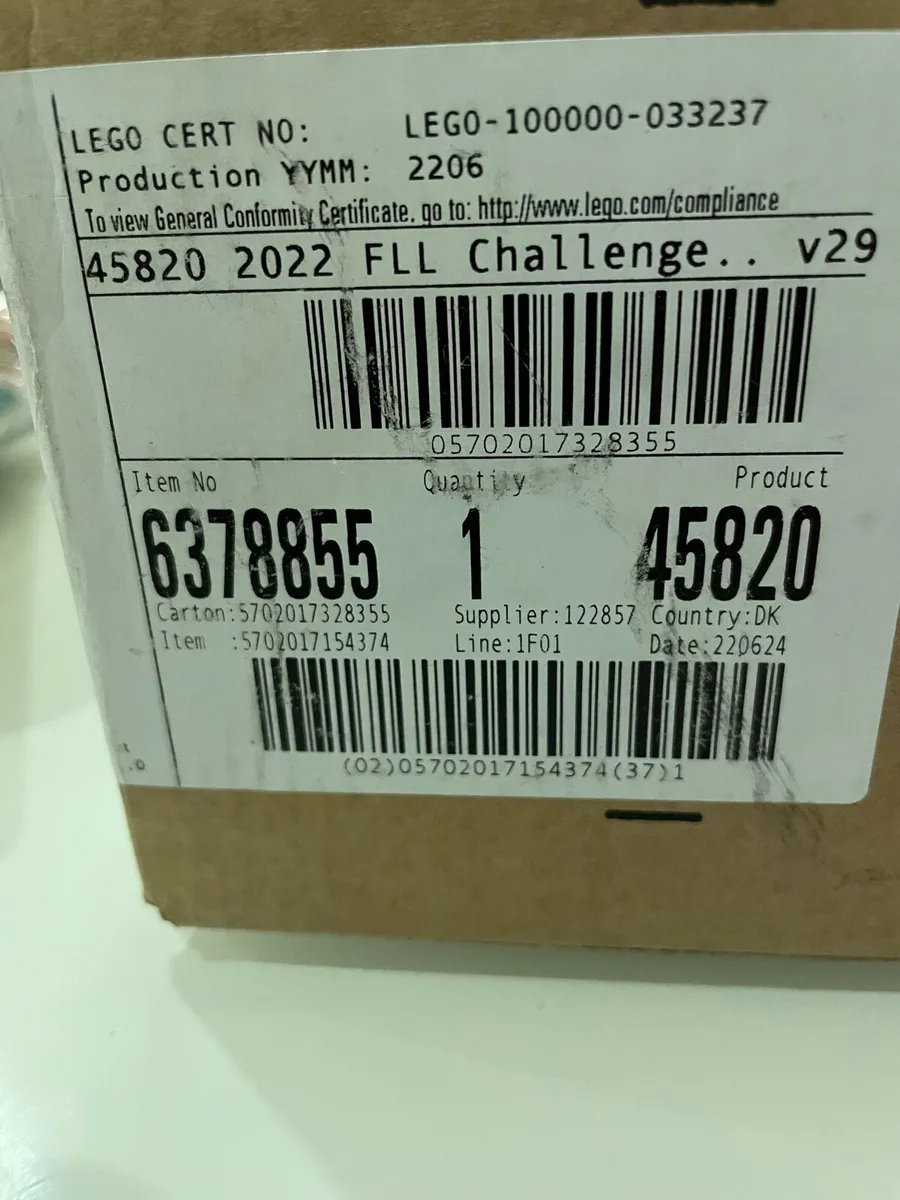 LEGO CERT NO: LEGO-100000-033237
Production YYMM: 2206
To view General Conformity Certificate, go to: http://www.lego.com/compliance
45820 2022 FLL Challenge.. v29
05702017328355
Item No Quantity Product
6378855 1 45820
Carton:5702017328355 Supplier:122857 Country:DK
Item :5702017154374 Line:1F01 Date:220624
(02)05702017154374(37)1